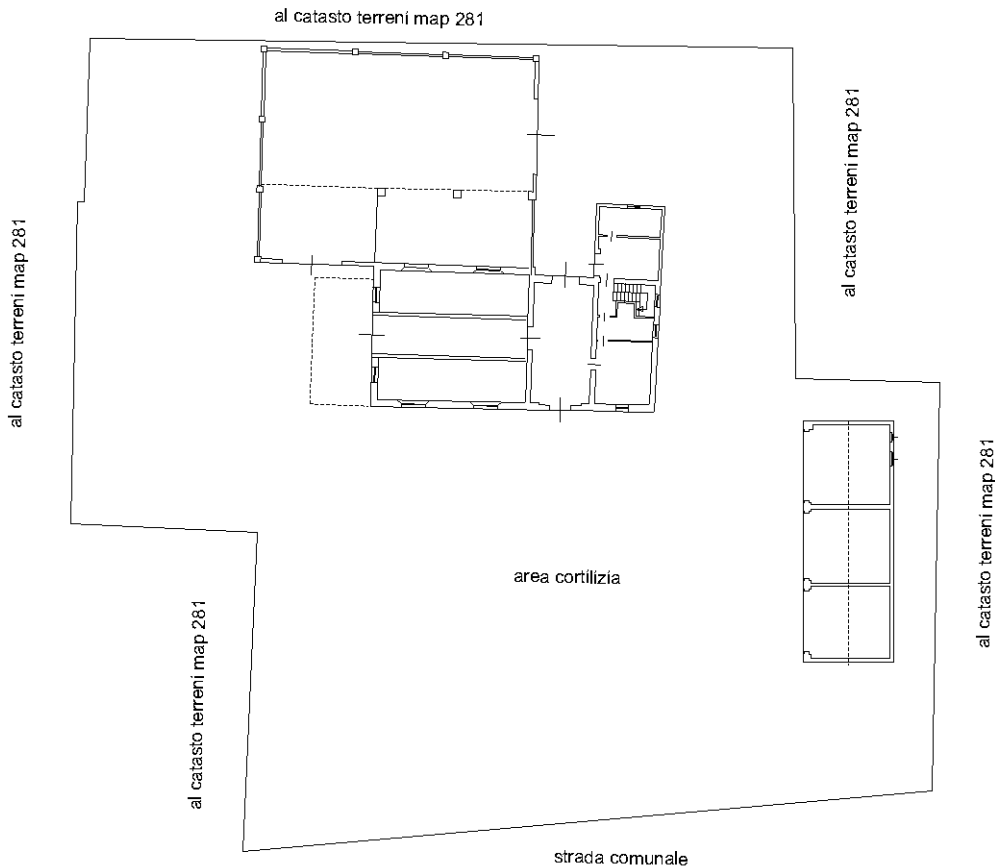 al catasto terreni map 281
al catasto terreni map 281
al catasto terreni map 281
al catasto terreni map 281
area cortilizia
al catasto terreni map 281
strada comunale